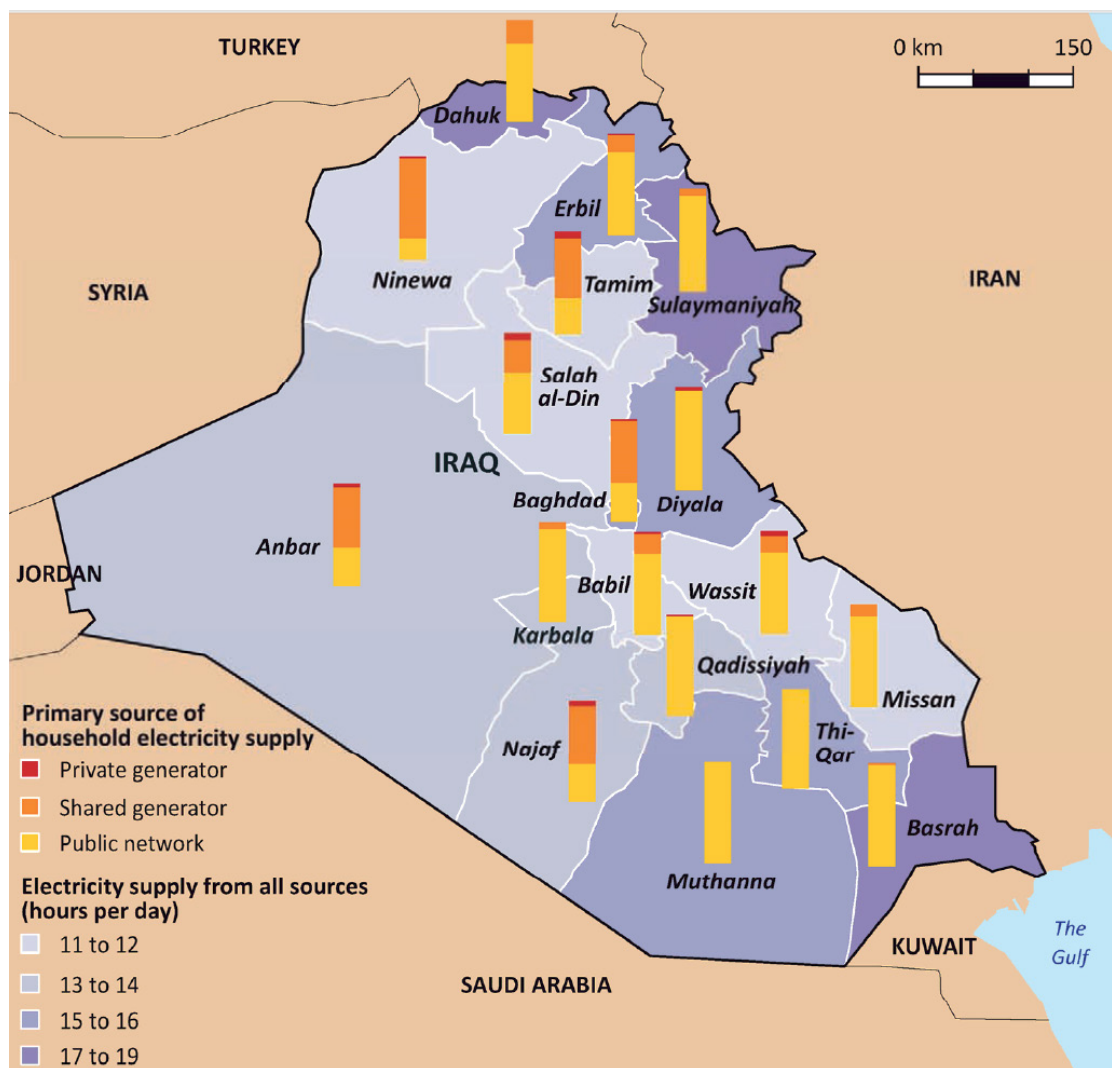 TURKEY
0 km 150
Dahuk
Erbil
Ninewa
Tamim
Sulaymaniyah
SYRIA
IRAN
Salah
al-Din
IRAQ
Baghdad
Diyala
Anbar
JORDAN
Babil
Wassit
Karbala
Qadissiyah
Missan
Najaf
Thi-
Qar
Basrah
Muthanna
KUWAIT
The
Gulf
SAUDI ARABIA
Primary source of
household electricity supply
Private generator
Shared generator
Public network
Electricity supply from all sources
(hours per day)
11 to 12
13 to 14
15 to 16
17 to 19